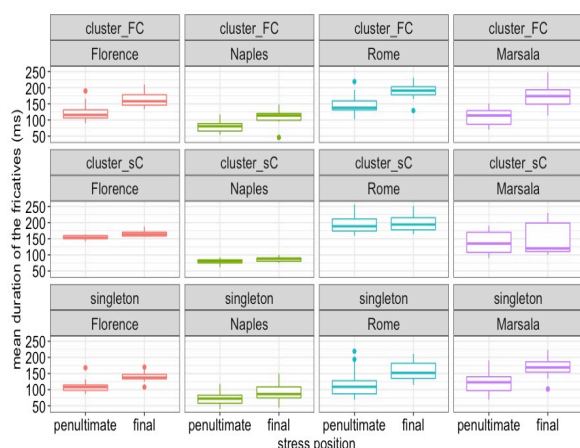 cluster_FC cluster_FC cluster_FC cluster_FC
Florence Naples Rome Marsala
250
200
150
100
50
cluster_sC cluster_sC cluster_sC cluster_sC
Florence Naples Rome Marsala
250
200
150
100
50
singleton singleton singleton singleton
Florence Naples Rome Marsala
250
200
150
100
50
penultimate final penultimate final penultimate final penultimate final
stress position
mean duration of the fricatives (ms)